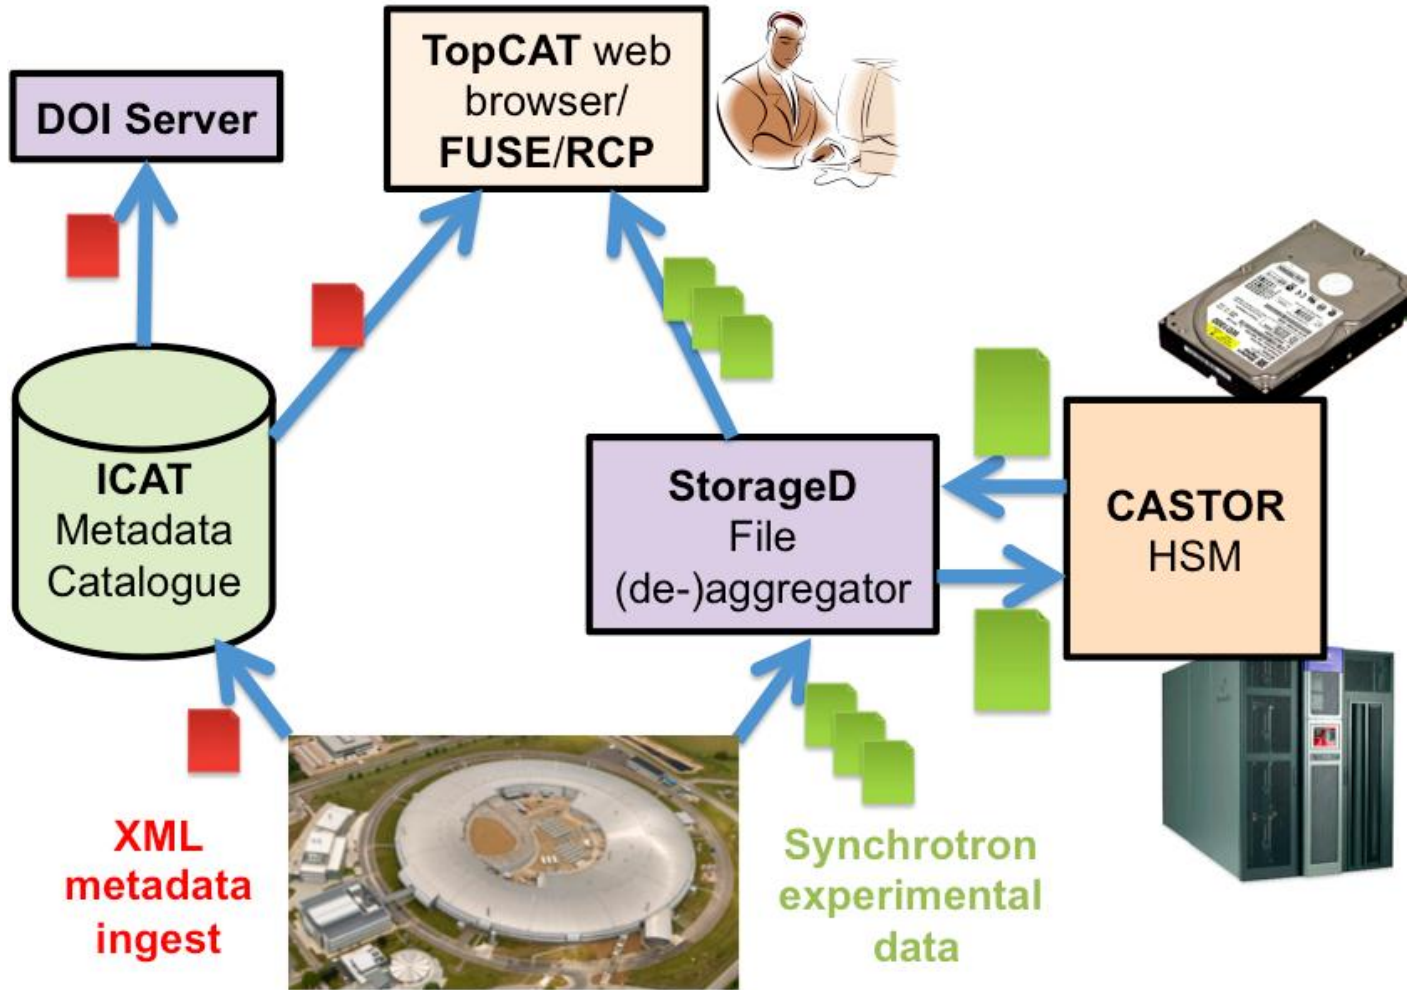 TopCAT web
browser/
FUSE/RCP
DOI Server
ICAT
Metadata
Catalogue
StorageD
File
(de-)aggregator
CASTOR
HSM
XML
metadata
ingest
Synchrotron
experimental
data